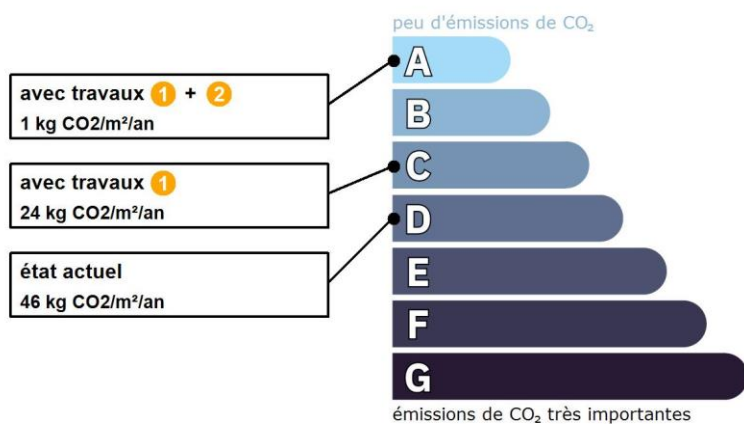 peu d'émissions de CO₂
A
avec travaux 1 + 2
1 kg CO2/m²/an
B
C
avec travaux 1
24 kg CO2/m²/an
D
état actuel
46 kg CO2/m²/an
E
F
G
émissions de CO₂ très importantes